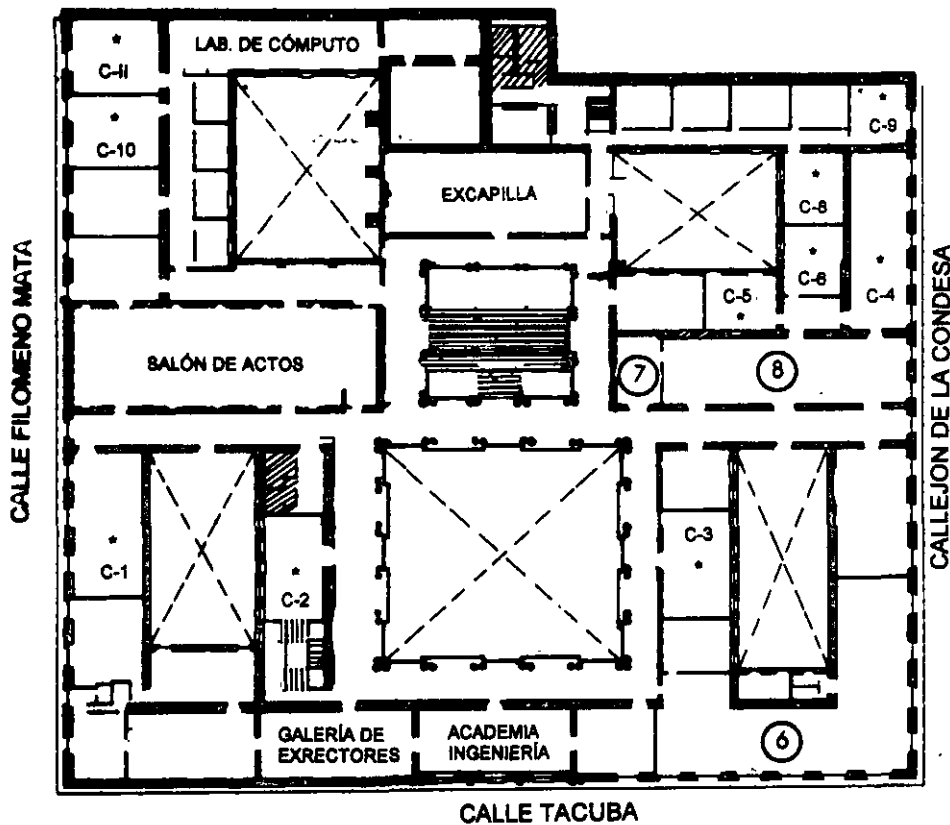 LAB. DE CÓMPUTO
C-11
C-10
C-9
EXCAPILLA
C-8
C-6
C-5
C-4
SALÓN DE ACTOS
7
8
CALLE FILOMENO MATA
CALLEJON DE LA CONDESA
C-1
C-2
C-3
GALERÍA DE
EXRECTORES
ACADEMIA
INGENIERÍA
6
CALLE TACUBA